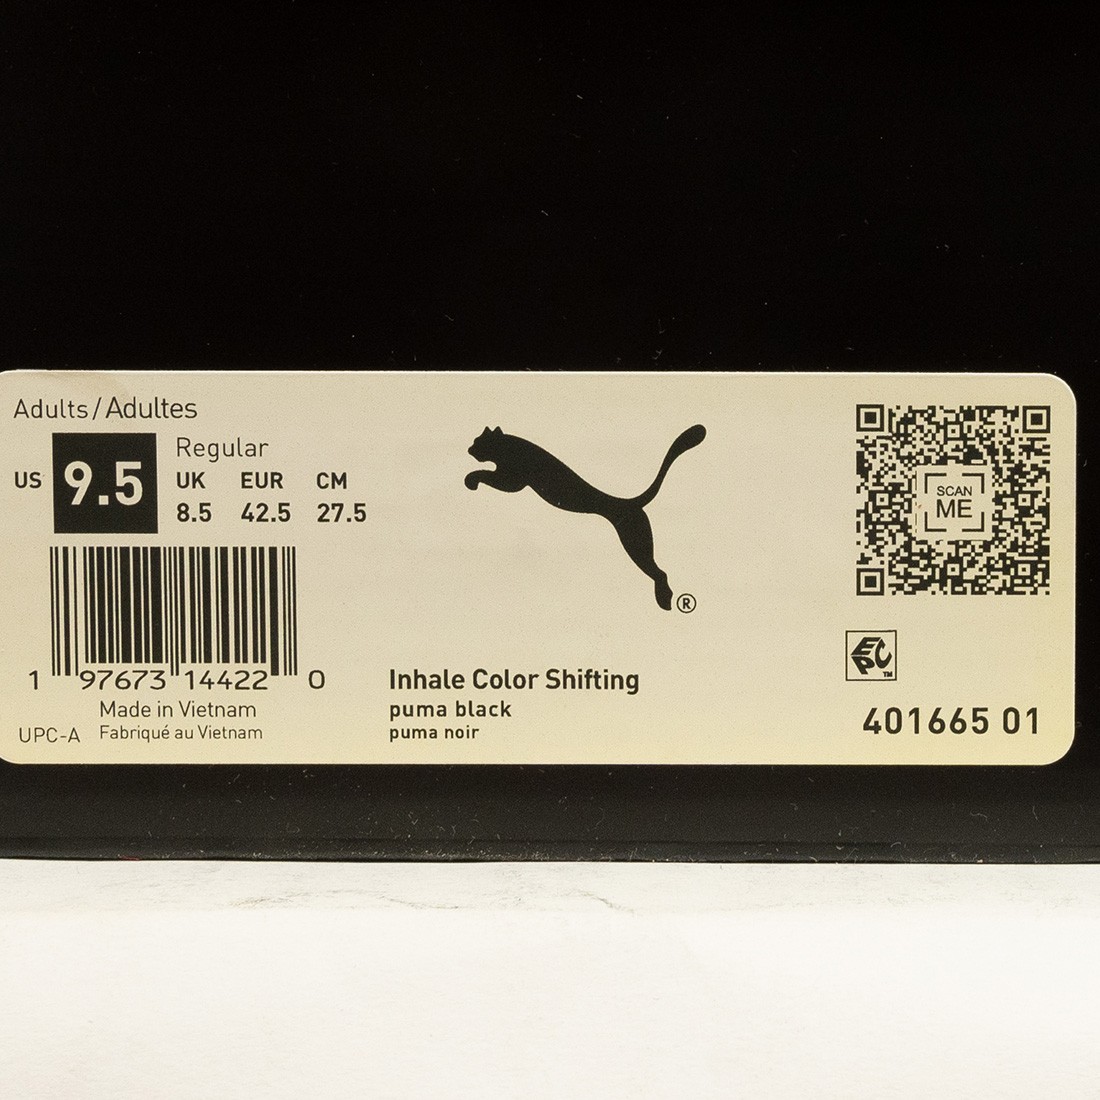 Adults/Adultes
US 9.5
Regular
UK EUR CM
8.5 42.5 27.5
1 97673 14422 0
Made in Vietnam
UPC-A Fabriqué au Vietnam
®
Inhale Color Shifting
puma black
puma noir
SCAN
ME
EPC™
401665 01